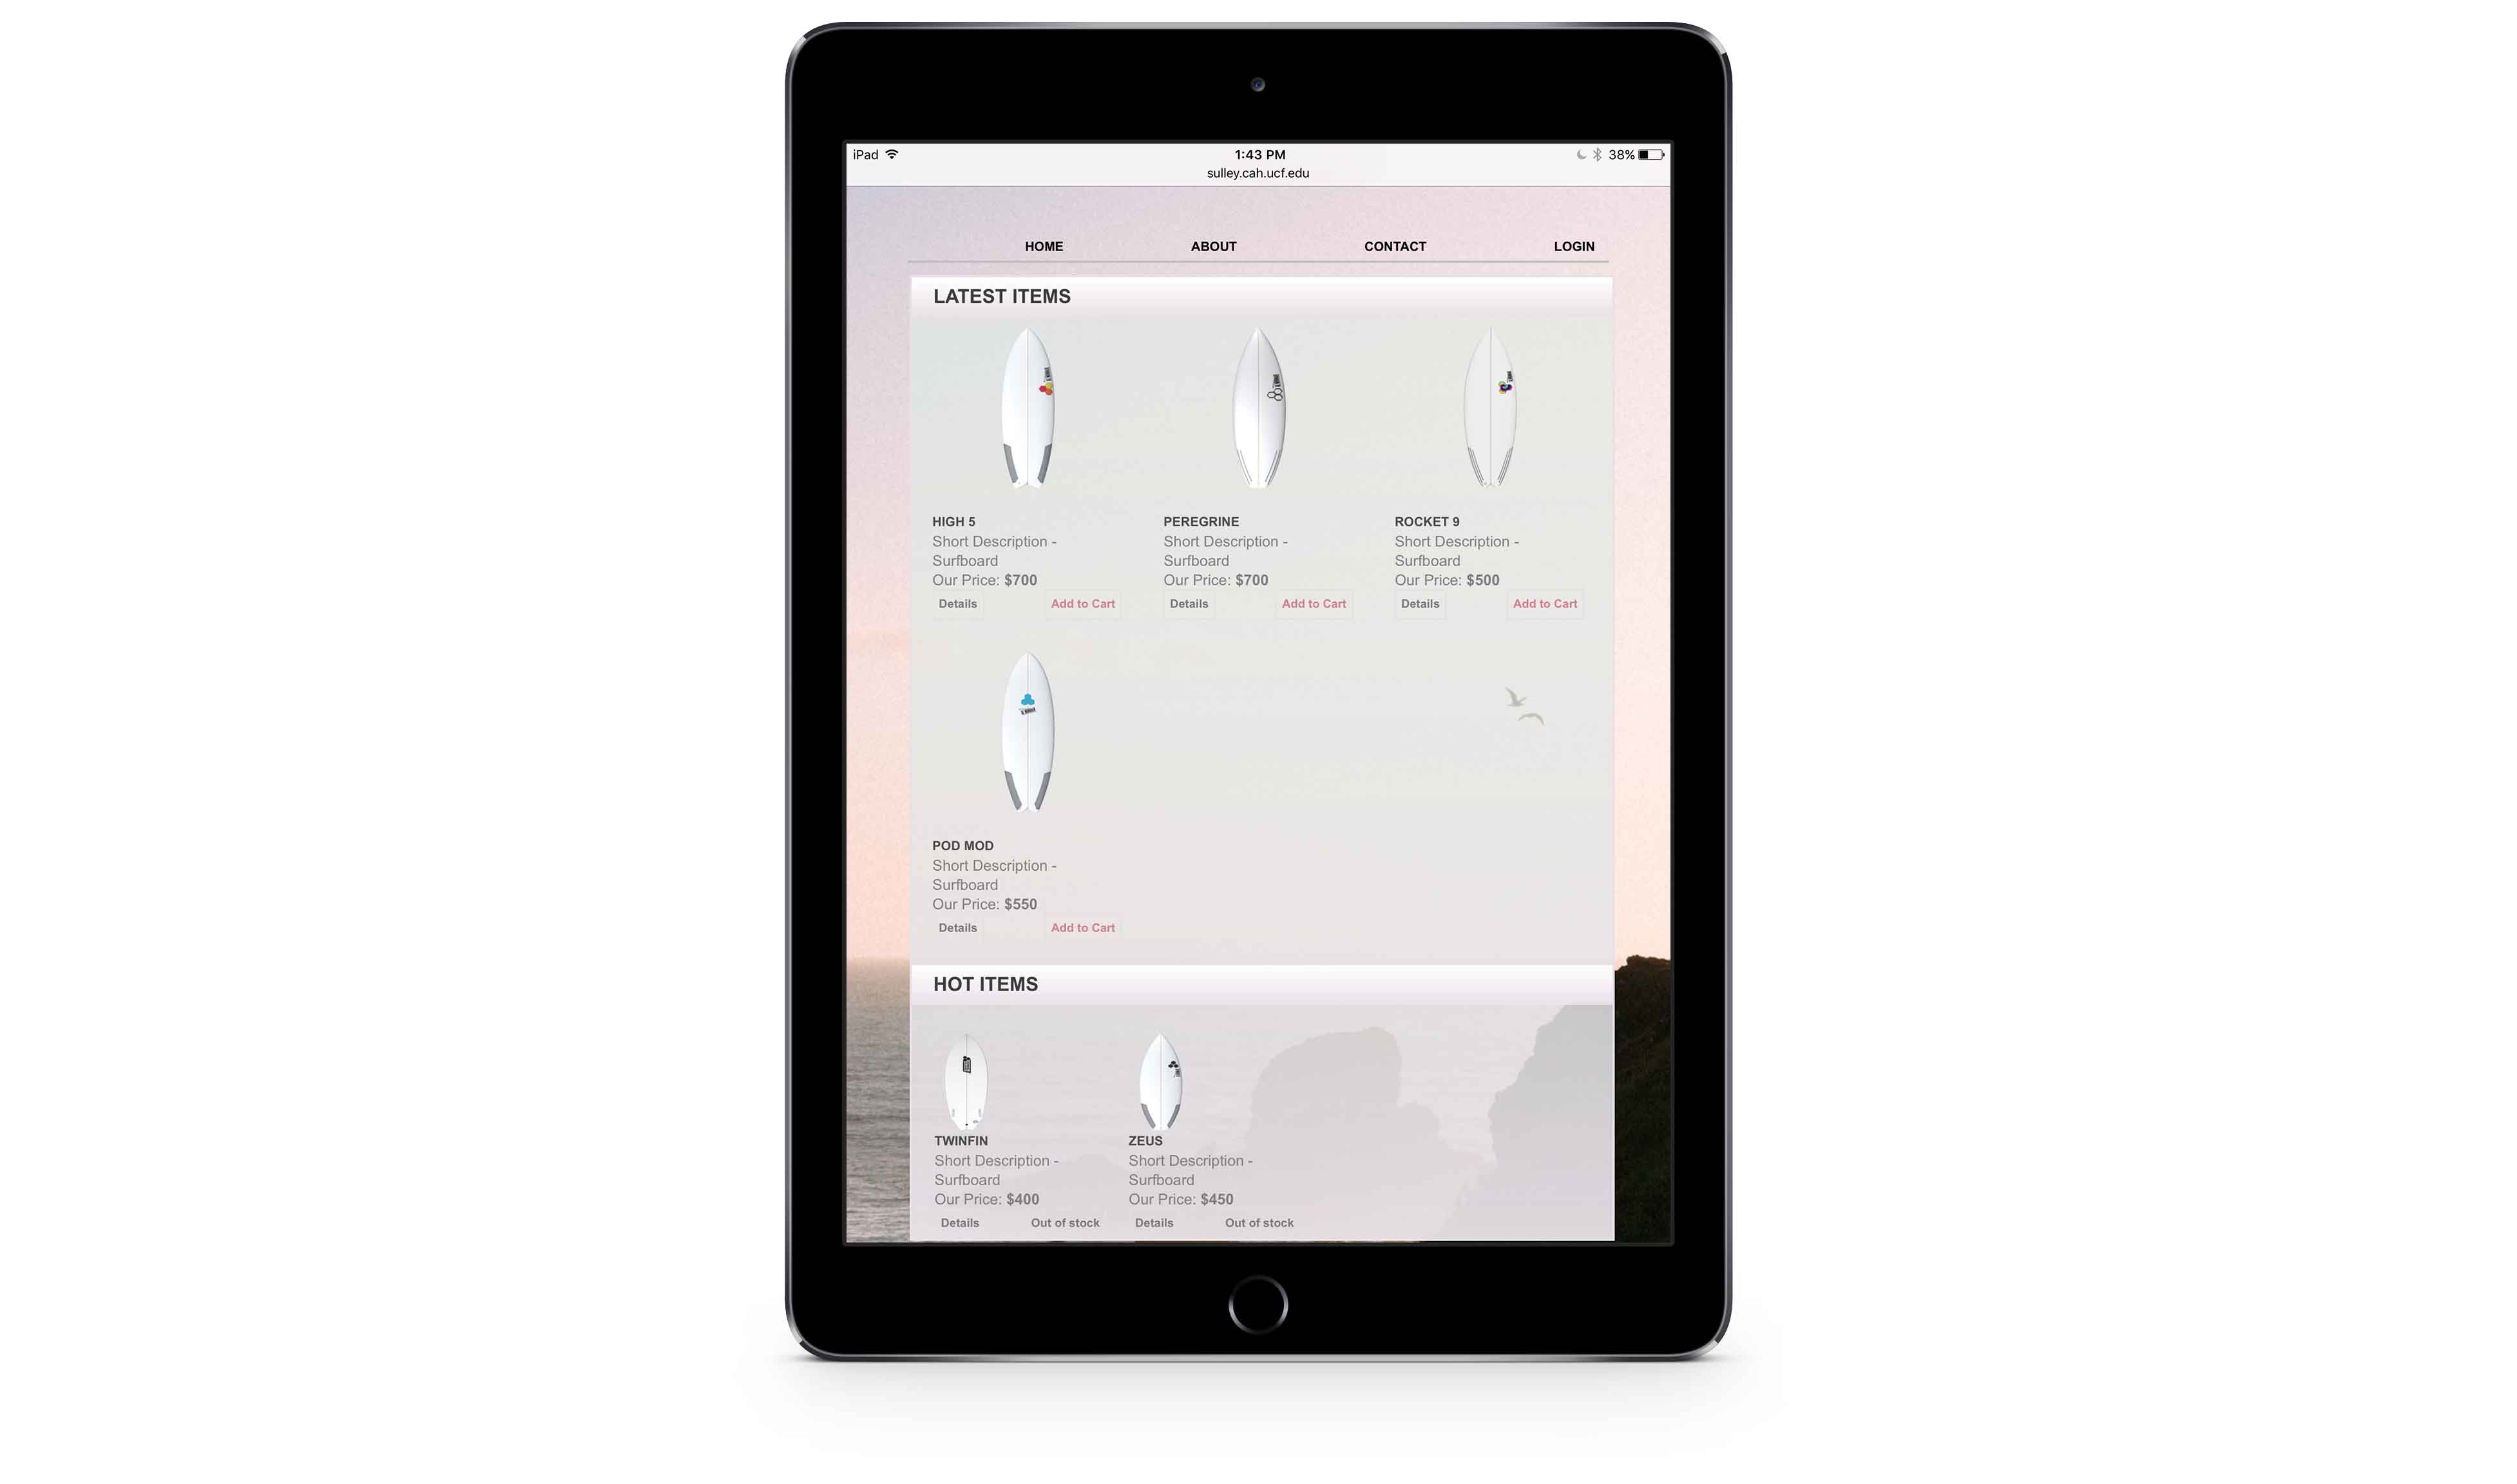 iPad 1:43 PM 38%
sulley.cah.ucf.edu
HOME ABOUT CONTACT LOGIN
LATEST ITEMS
HIGH 5
Short Description -
Surfboard
Our Price: $700
Details Add to Cart
PEREGRINE
Short Description -
Surfboard
Our Price: $700
Details Add to Cart
ROCKET 9
Short Description -
Surfboard
Our Price: $500
Details Add to Cart
POD MOD
Short Description -
Surfboard
Our Price: $550
Details Add to Cart
HOT ITEMS
TWINFIN
Short Description -
Surfboard
Our Price: $400
Details Out of stock
ZEUS
Short Description -
Surfboard
Our Price: $450
Details Out of stock